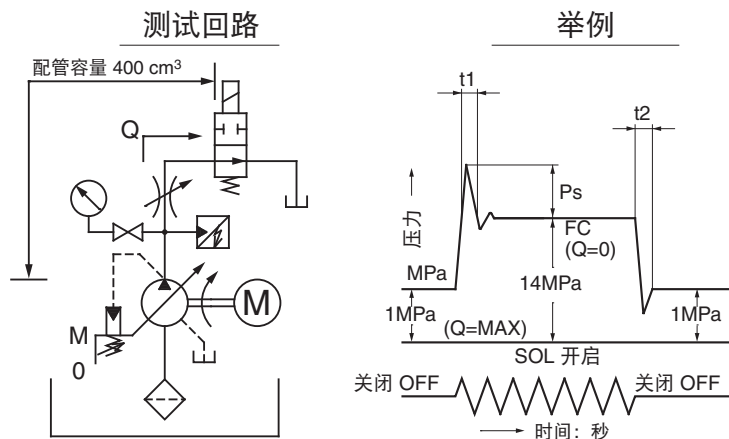 测试回路
配管容量 400 cm³
Q
M
M
0
举例
t1
t2
压力
Ps
FC
(Q=0)
MPa
14MPa
1MPa
1MPa
(Q=MAX)
SOL 开启
关闭 OFF
关闭 OFF
时间：秒